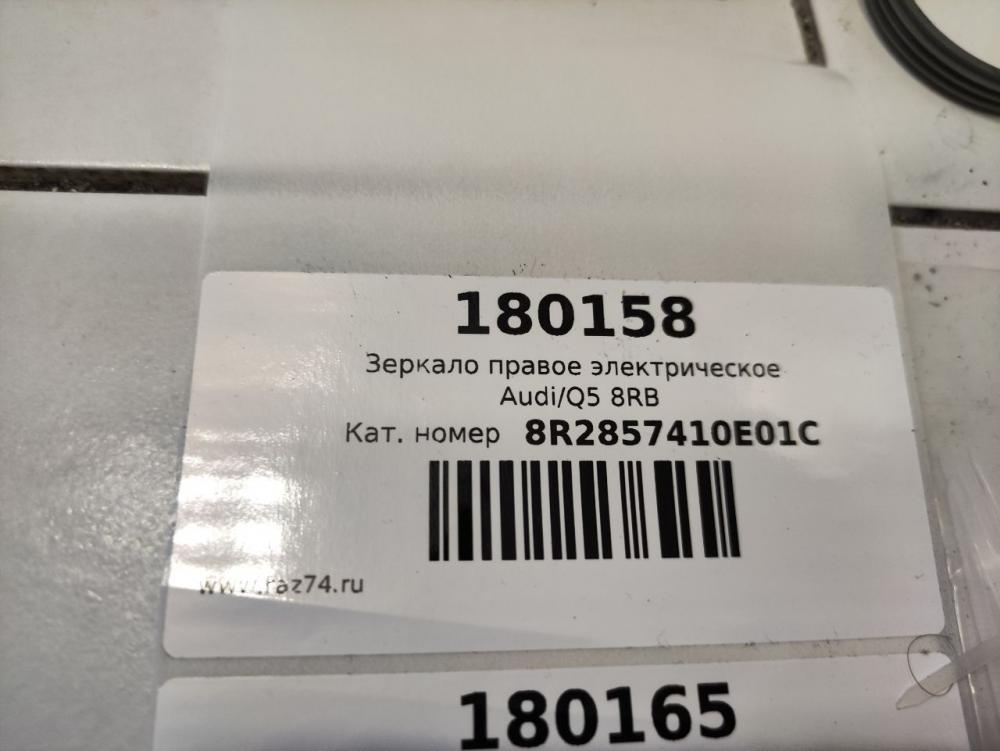 180158
Зеркало правое электрическое
Audi/Q5 8RB
Кат. номер 8R2857410E01C
www.raz74.ru
180165